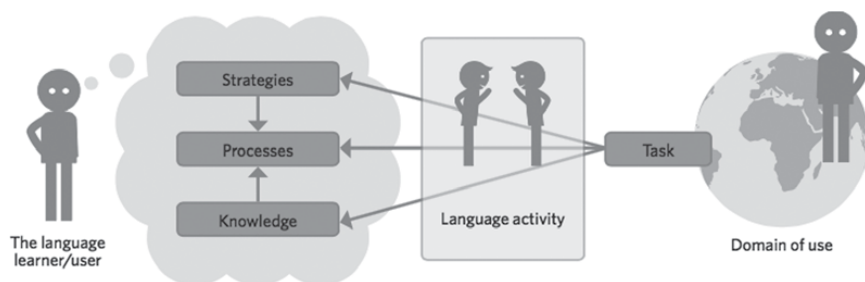 Strategies
Processes
Knowledge
The language
learner/user
Language activity
Task
Domain of use